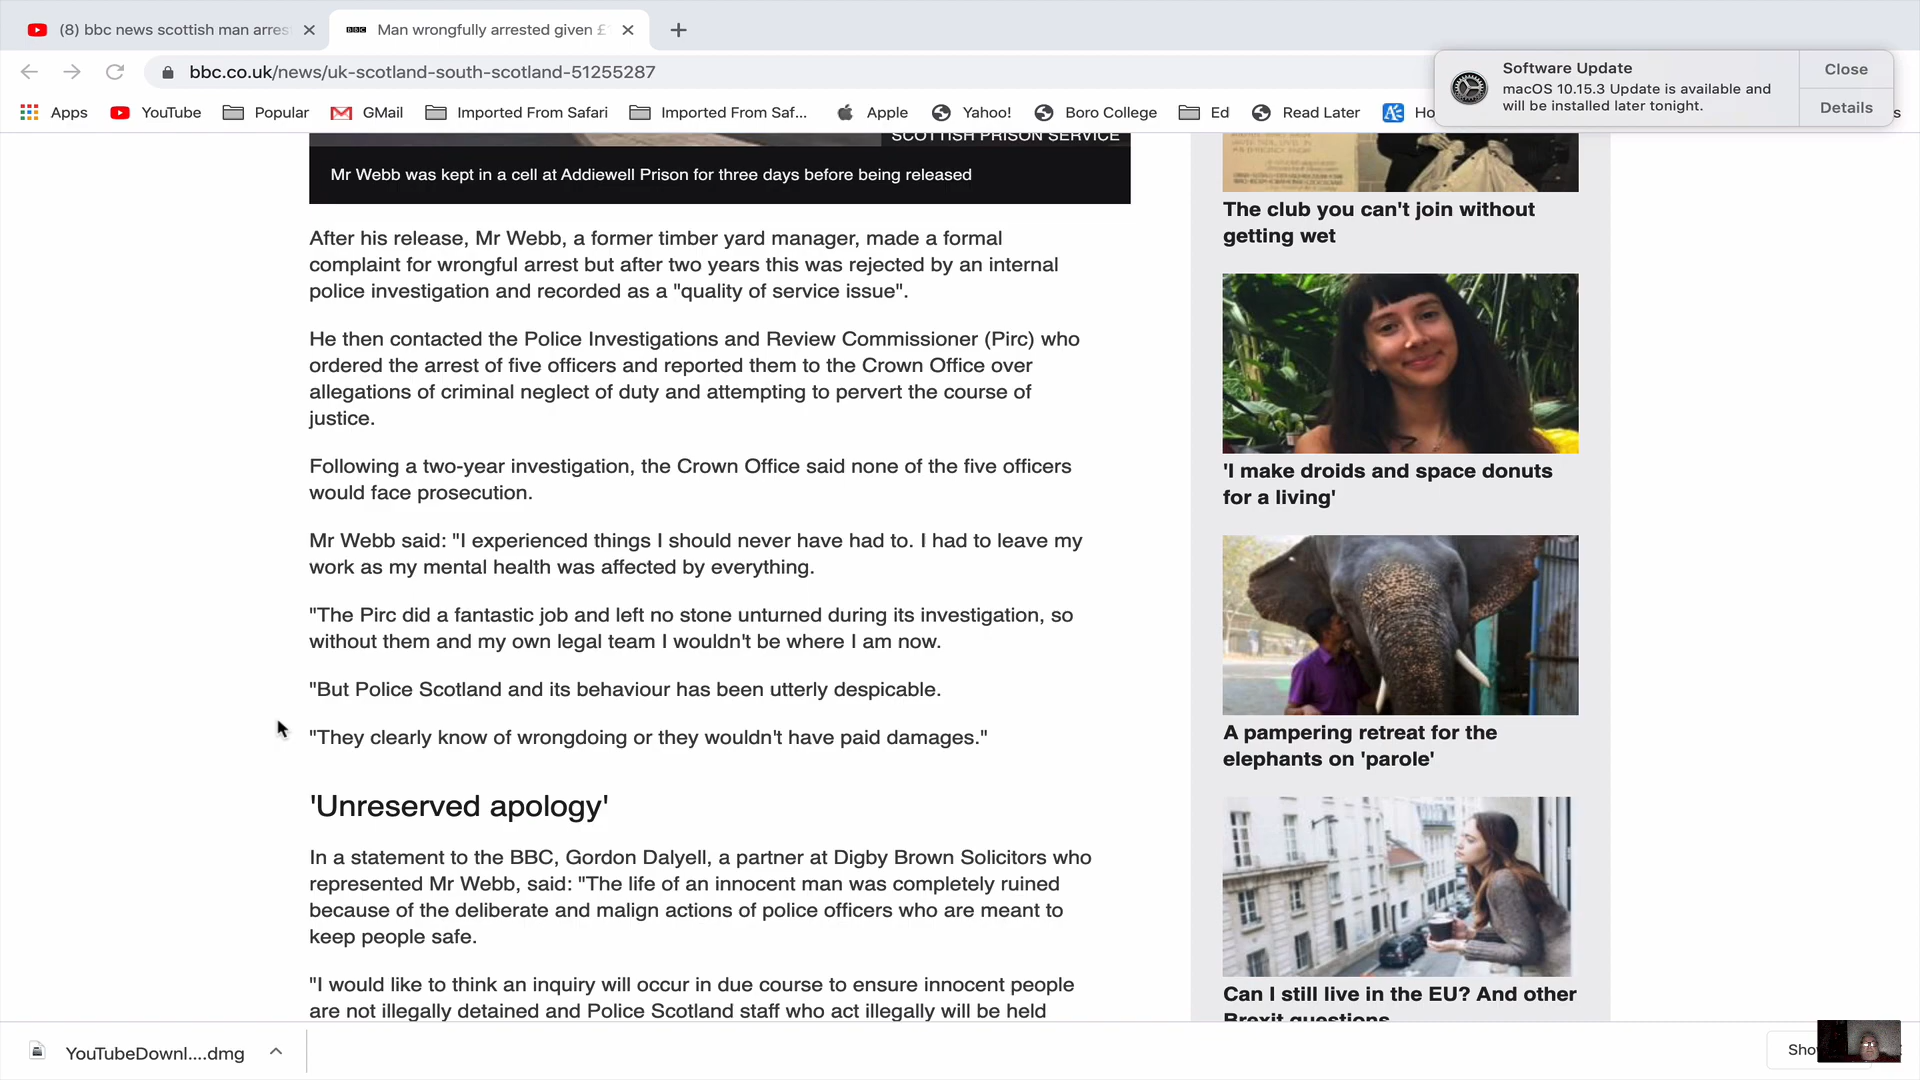 (8) bbc news scottish man arres
Man wrongfully arrested given £
bbc.co.uk/news/uk-scotland-south-scotland-51255287
Software Update
macOS 10.15.3 Update is available and
will be installed later tonight.
Close
Details
Apps
YouTube
Popular
GMail
Imported From Safari
Imported From Saf...
Apple
Yahoo!
Boro College
Ed
Read Later
Ho
SCOTTISH PRISON SERVICE
Mr Webb was kept in a cell at Addiewell Prison for three days before being released
After his release, Mr Webb, a former timber yard manager, made a formal
complaint for wrongful arrest but after two years this was rejected by an internal
police investigation and recorded as a "quality of service issue".
He then contacted the Police Investigations and Review Commissioner (Pirc) who
ordered the arrest of five officers and reported them to the Crown Office over
allegations of criminal neglect of duty and attempting to pervert the course of
justice.
Following a two-year investigation, the Crown Office said none of the five officers
would face prosecution.
Mr Webb said: "I experienced things I should never have had to. I had to leave my
work as my mental health was affected by everything.
"The Pirc did a fantastic job and left no stone unturned during its investigation, so
without them and my own legal team I wouldn't be where I am now.
"But Police Scotland and its behaviour has been utterly despicable.
"They clearly know of wrongdoing or they wouldn't have paid damages."
'Unreserved apology'
In a statement to the BBC, Gordon Dalyell, a partner at Digby Brown Solicitors who
represented Mr Webb, said: "The life of an innocent man was completely ruined
because of the deliberate and malign actions of police officers who are meant to
keep people safe.
"I would like to think an inquiry will occur in due course to ensure innocent people
are not illegally detained and Police Scotland staff who act illegally will be held
The club you can't join without
getting wet
'I make droids and space donuts
for a living'
A pampering retreat for the
elephants on 'parole'
Can I still live in the EU? And other
Brexit questions
YouTubeDownl....dmg
Sho